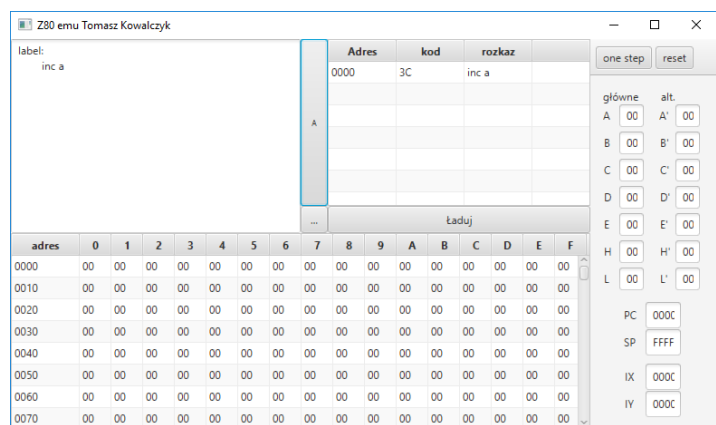 Z80 emu Tomasz Kowalczyk
label:
inc a
A
...
Adres kod rozkaz
0000 3C inc a
Ładuj
one step reset
główne alt.
A 00 A' 00
B 00 B' 00
C 00 C' 00
D 00 D' 00
E 00 E' 00
H 00 H' 00
L 00 L' 00
PC 000
SP FFFF
IX 000
IY 000
adres 0 1 2 3 4 5 6 7 8 9 A B C D E F
0000 00 00 00 00 00 00 00 00 00 00 00 00 00 00 00 00
0010 00 00 00 00 00 00 00 00 00 00 00 00 00 00 00 00
0020 00 00 00 00 00 00 00 00 00 00 00 00 00 00 00 00
0030 00 00 00 00 00 00 00 00 00 00 00 00 00 00 00 00
0040 00 00 00 00 00 00 00 00 00 00 00 00 00 00 00 00
0050 00 00 00 00 00 00 00 00 00 00 00 00 00 00 00 00
0060 00 00 00 00 00 00 00 00 00 00 00 00 00 00 00 00
0070 00 00 00 00 00 00 00 00 00 00 00 00 00 00 00 00